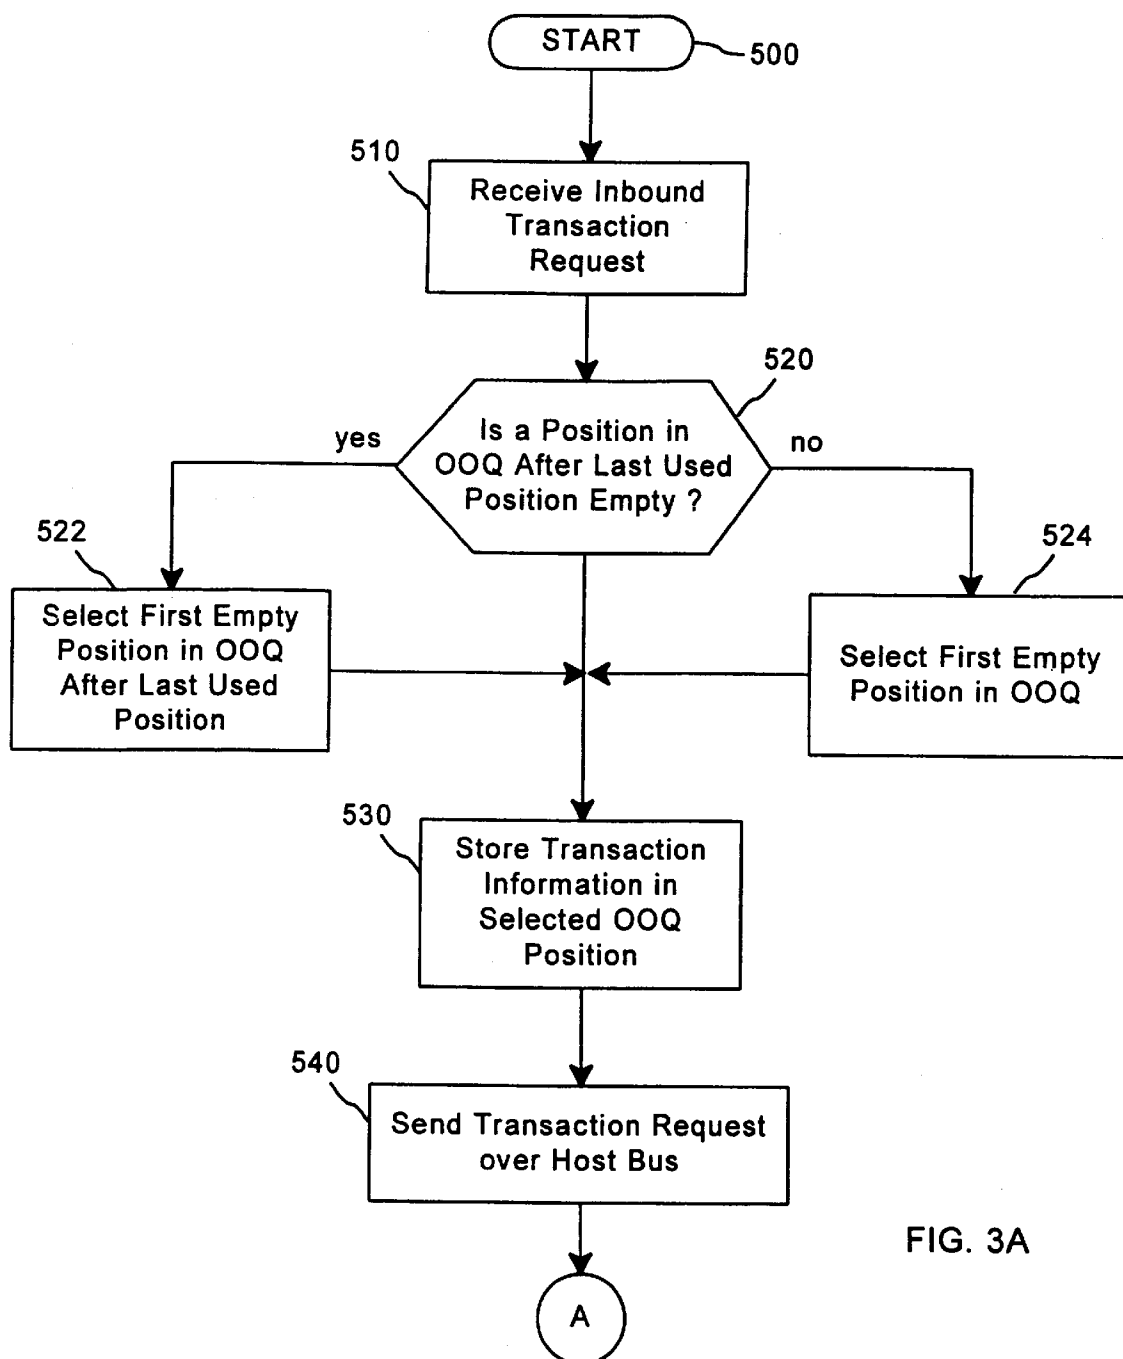 START
500
510
Receive Inbound
Transaction
Request
520
Is a Position in
OOQ After Last Used
Position Empty ?
yes
no
522
Select First Empty
Position in OOQ
After Last Used
Position
524
Select First Empty
Position in OOQ
530
Store Transaction
Information in
Selected OOQ
Position
540
Send Transaction Request
over Host Bus
A
FIG. 3A